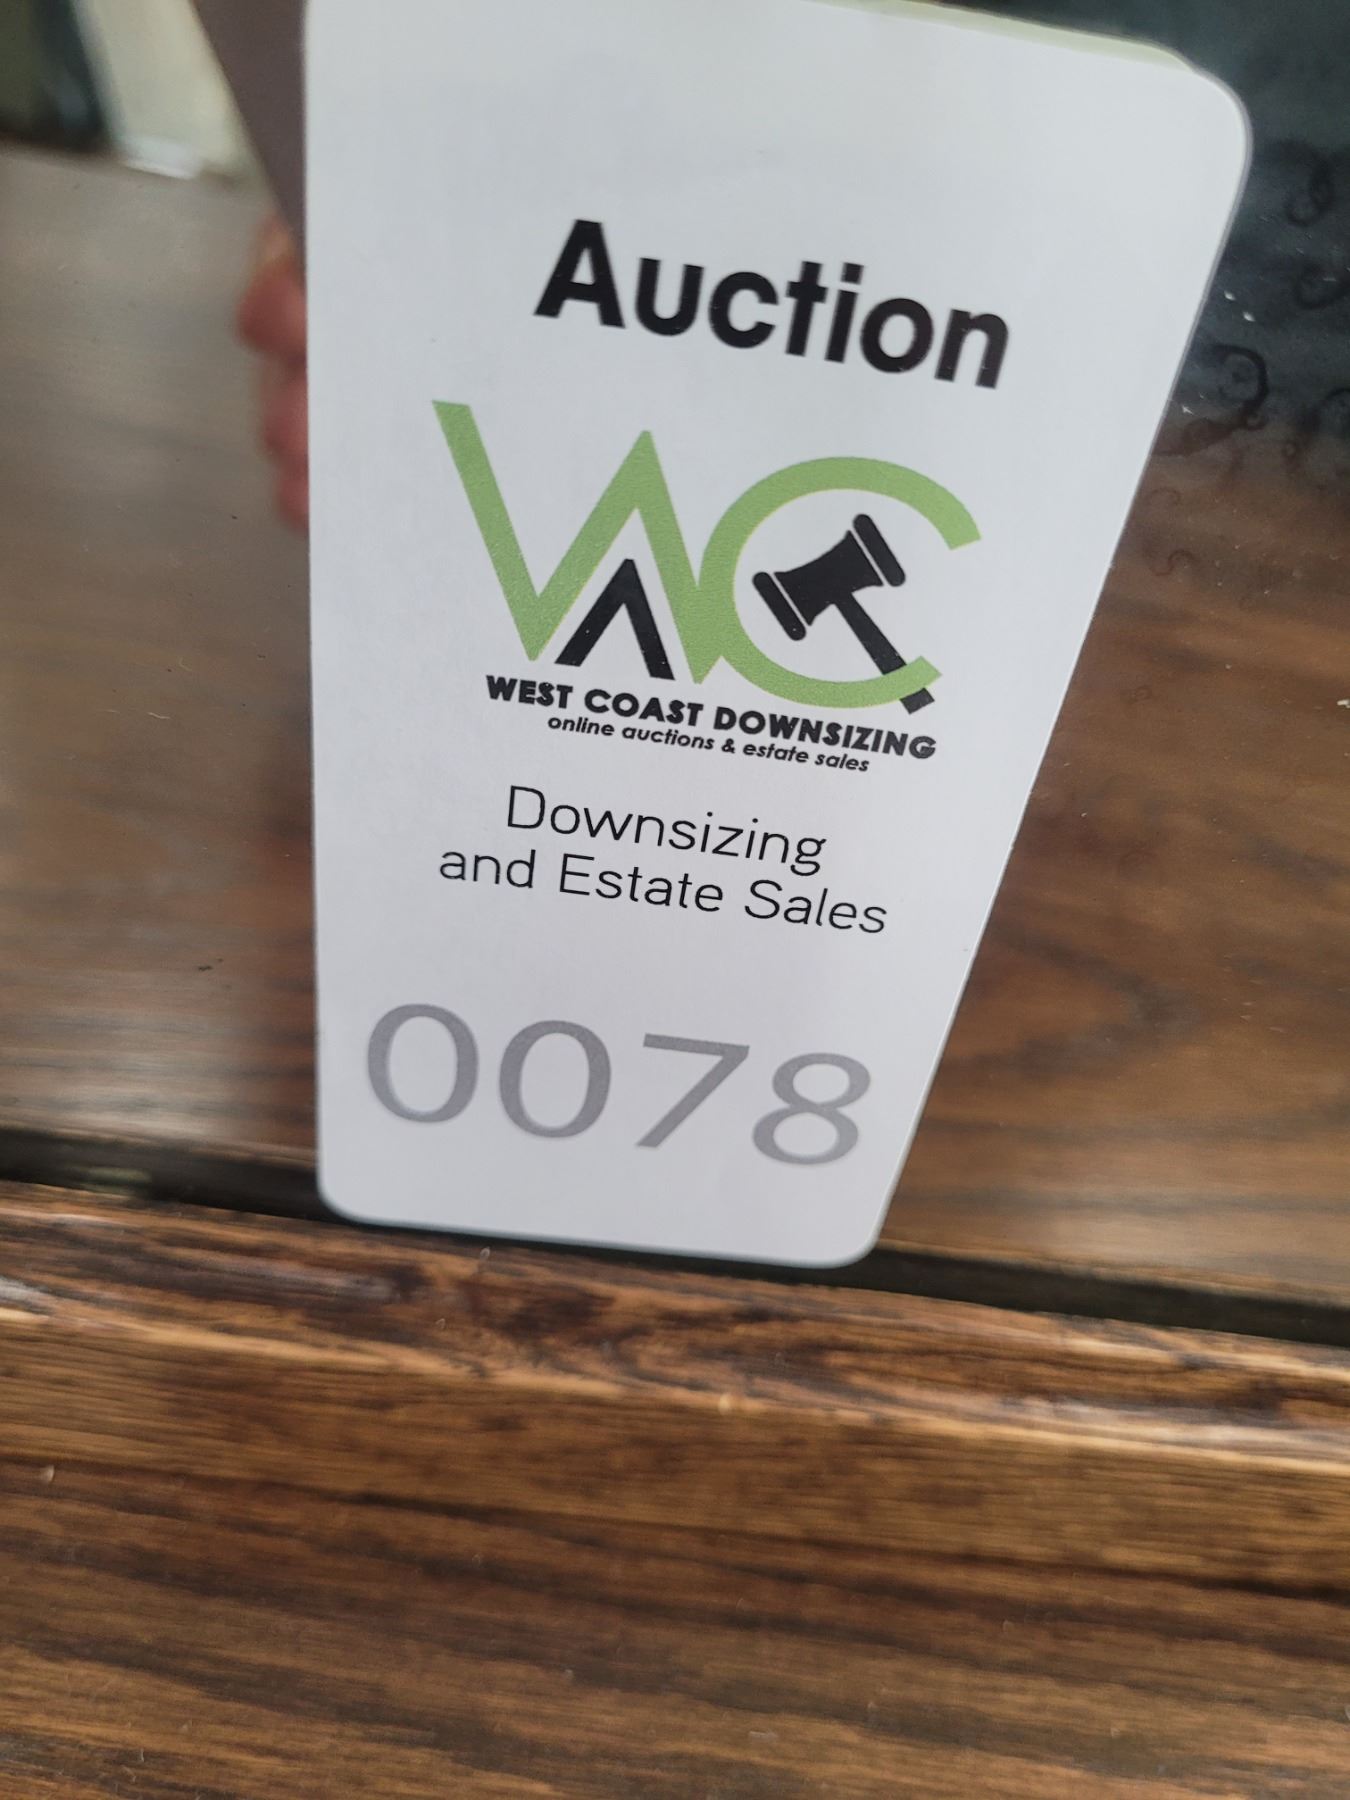 Auction
WC
WEST COAST DOWNSIZING
online auctions & estate sales
Downsizing
and Estate Sales
0078